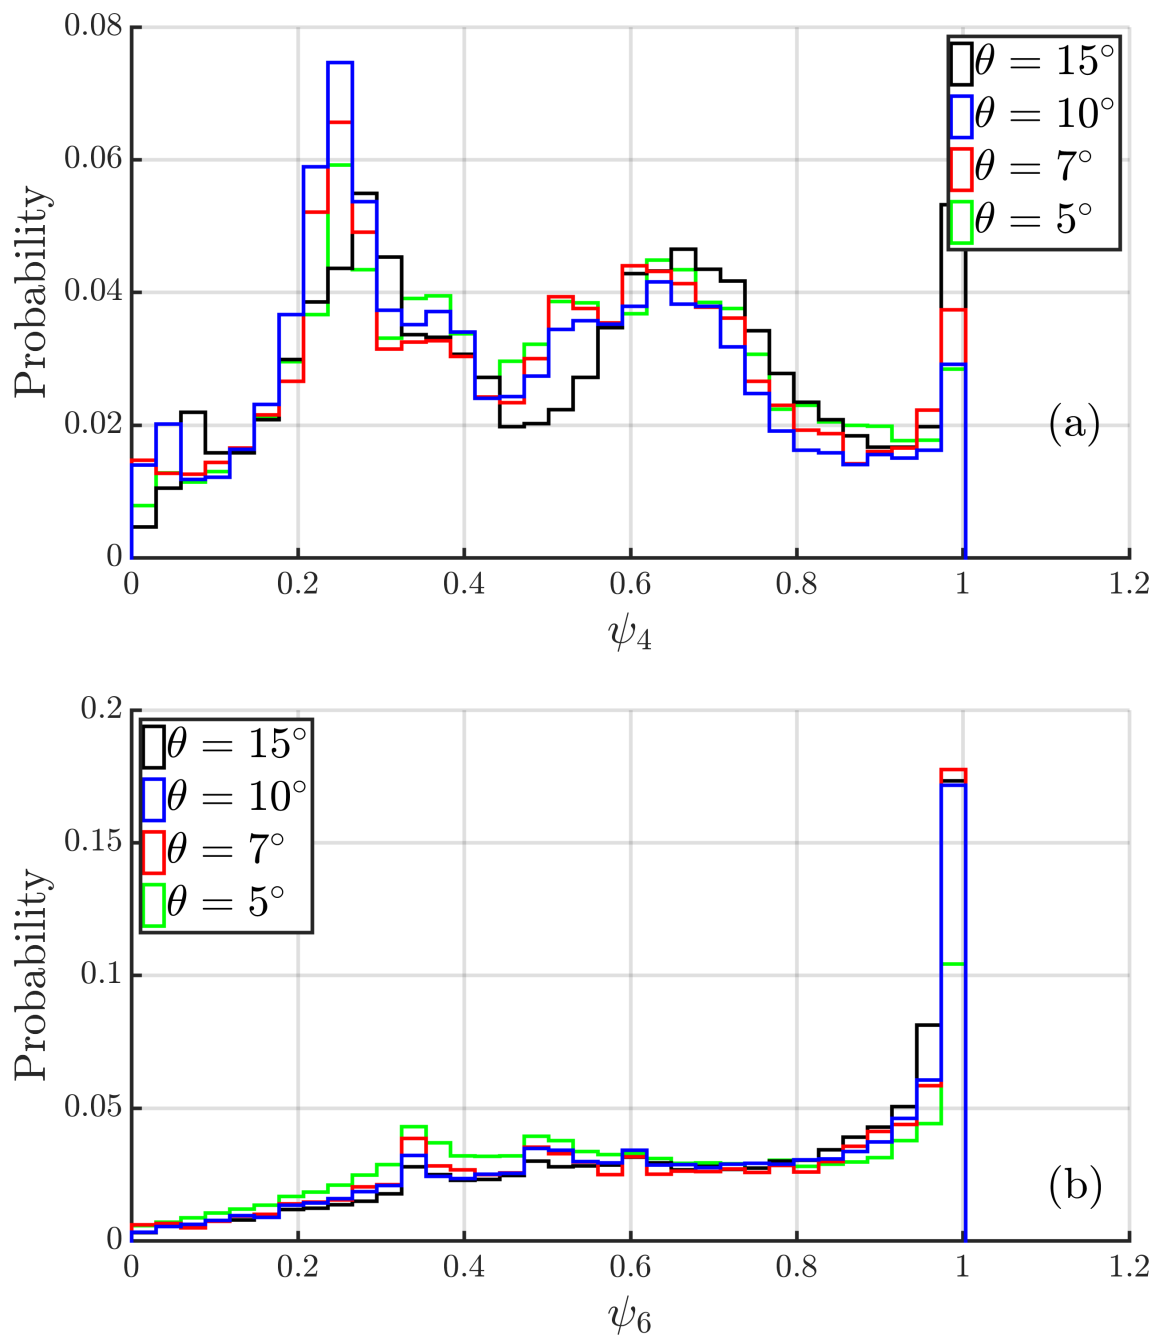 0.08
0.06
0.04
0.02
0
Probability
θ = 15°
θ = 10°
θ = 7°
θ = 5°
(a)
0 0.2 0.4 0.6 0.8 1 1.2
ψ₄
0.2
0.15
0.1
0.05
0
Probability
θ = 15°
θ = 10°
θ = 7°
θ = 5°
(b)
0 0.2 0.4 0.6 0.8 1 1.2
ψ₆